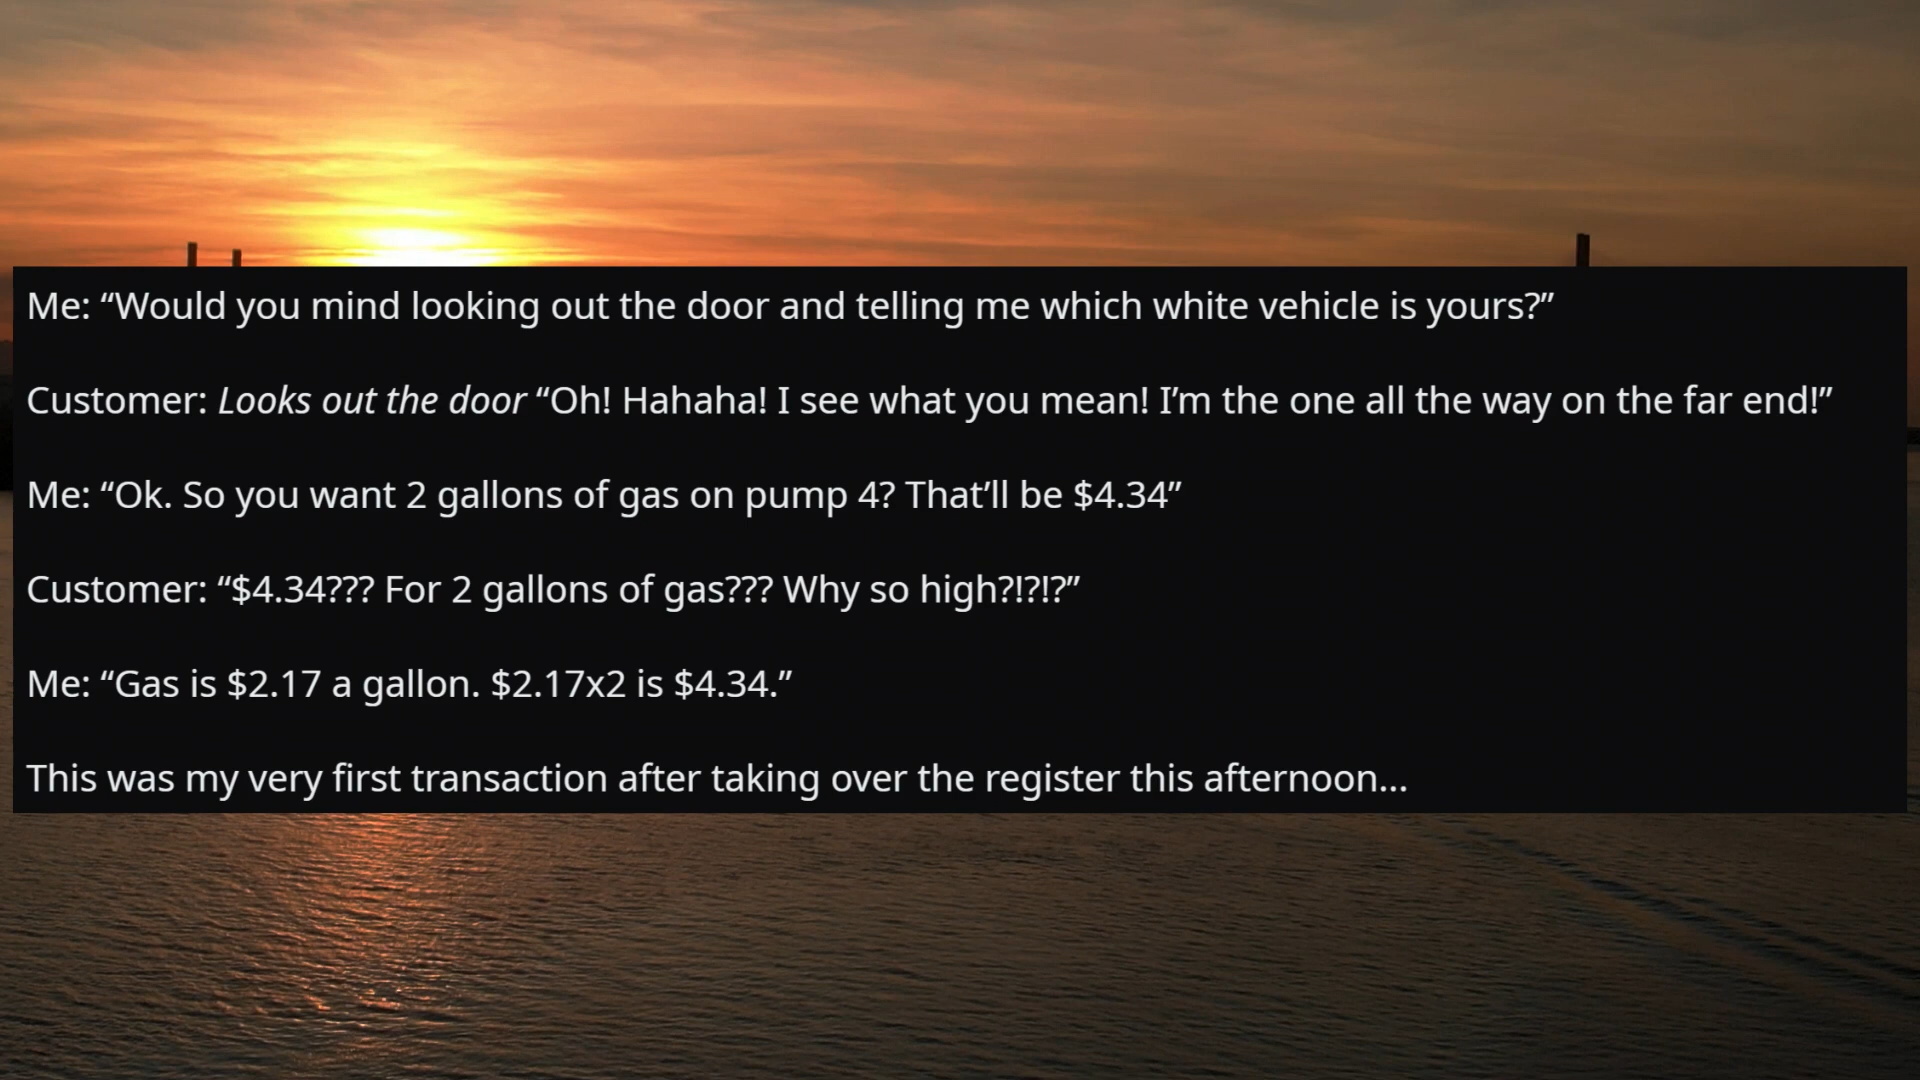 Me: “Would you mind looking out the door and telling me which white vehicle is yours?”
Customer: Looks out the door “Oh! Hahaha! I see what you mean! I’m the one all the way on the far end!”
Me: “Ok. So you want 2 gallons of gas on pump 4? That’ll be $4.34”
Customer: “$4.34??? For 2 gallons of gas??? Why so high?!?!?”
Me: “Gas is $2.17 a gallon. $2.17x2 is $4.34.”
This was my very first transaction after taking over the register this afternoon...